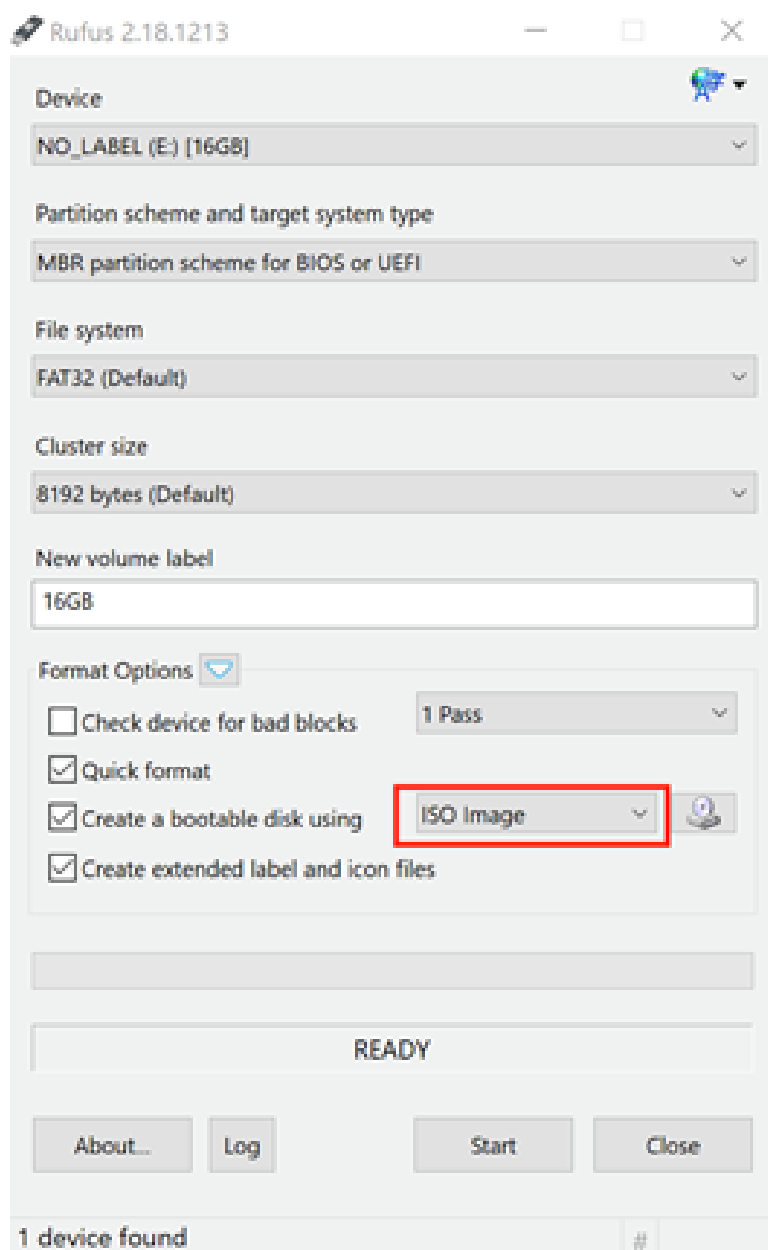 Rufus 2.18.1213
Device
NO_LABEL (E:) [16GB]
Partition scheme and target system type
MBR partition scheme for BIOS or UEFI
File system
FAT32 (Default)
Cluster size
8192 bytes (Default)
New volume label
16GB
Format Options
Check device for bad blocks 1 Pass
Quick format
Create a bootable disk using ISO Image
Create extended label and icon files
READY
About... Log Start Close
1 device found #